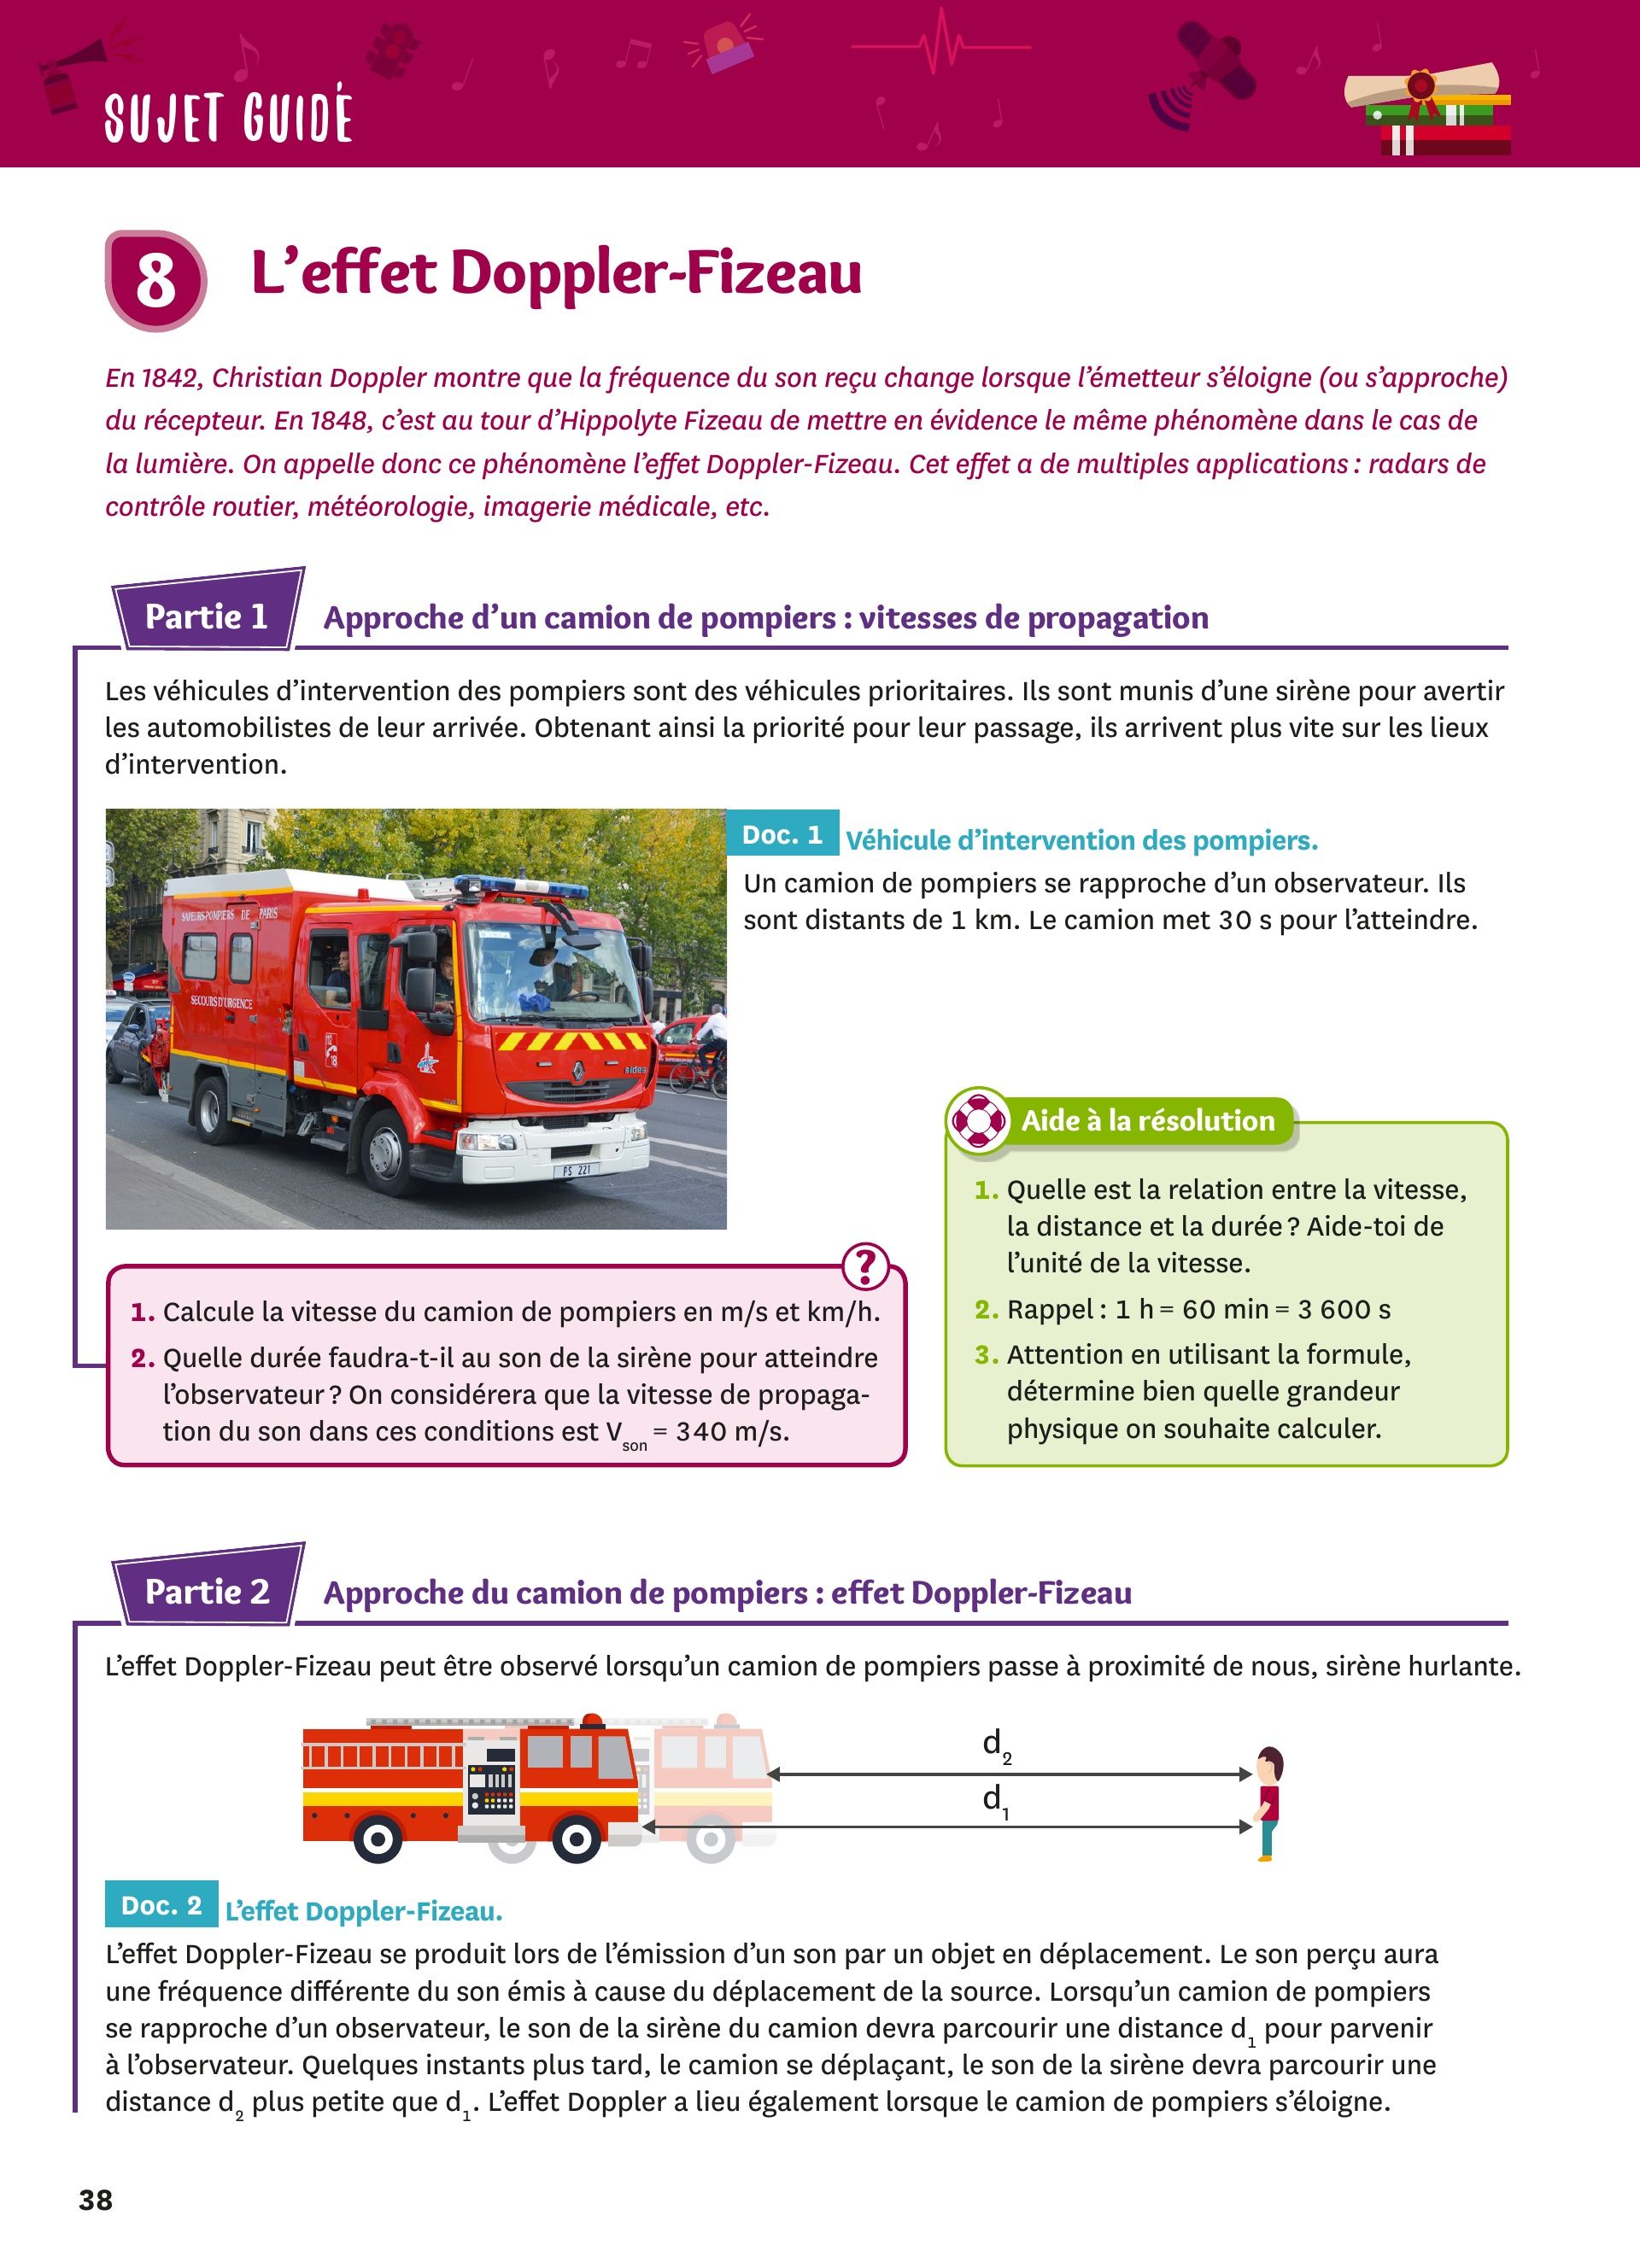 SUJET GUIDÉ
8 L'effet Doppler-Fizeau
En 1842, Christian Doppler montre que la fréquence du son reçu change lorsque l'émetteur s'éloigne (ou s'approche)
du récepteur. En 1848, c'est au tour d'Hippolyte Fizeau de mettre en évidence le même phénomène dans le cas de
la lumière. On appelle donc ce phénomène l'effet Doppler-Fizeau. Cet effet a de multiples applications : radars de
contrôle routier, météorologie, imagerie médicale, etc.
Partie 1 Approche d'un camion de pompiers : vitesses de propagation
Les véhicules d'intervention des pompiers sont des véhicules prioritaires. Ils sont munis d'une sirène pour avertir
les automobilistes de leur arrivée. Obtenant ainsi la priorité pour leur passage, ils arrivent plus vite sur les lieux
d'intervention.
SAPEURS-POMPIERS DE PARIS
SECOURS D'URGENCE
18
sides
PS 221
Doc. 1 Véhicule d'intervention des pompiers.
Un camion de pompiers se rapproche d'un observateur. Ils
sont distants de 1 km. Le camion met 30 s pour l'atteindre.
?
1. Calcule la vitesse du camion de pompiers en m/s et km/h.
2. Quelle durée faudra-t-il au son de la sirène pour atteindre
l'observateur ? On considérera que la vitesse de propaga-
tion du son dans ces conditions est Vson = 340 m/s.
Aide à la résolution
1. Quelle est la relation entre la vitesse,
la distance et la durée ? Aide-toi de
l'unité de la vitesse.
2. Rappel : 1 h = 60 min = 3 600 s
3. Attention en utilisant la formule,
détermine bien quelle grandeur
physique on souhaite calculer.
Partie 2 Approche du camion de pompiers : effet Doppler-Fizeau
L'effet Doppler-Fizeau peut être observé lorsqu'un camion de pompiers passe à proximité de nous, sirène hurlante.
d2
d1
Doc. 2 L'effet Doppler-Fizeau.
L'effet Doppler-Fizeau se produit lors de l'émission d'un son par un objet en déplacement. Le son perçu aura
une fréquence différente du son émis à cause du déplacement de la source. Lorsqu'un camion de pompiers
se rapproche d'un observateur, le son de la sirène du camion devra parcourir une distance d1 pour parvenir
à l'observateur. Quelques instants plus tard, le camion se déplaçant, le son de la sirène devra parcourir une
distance d2 plus petite que d1. L'effet Doppler a lieu également lorsque le camion de pompiers s'éloigne.
38